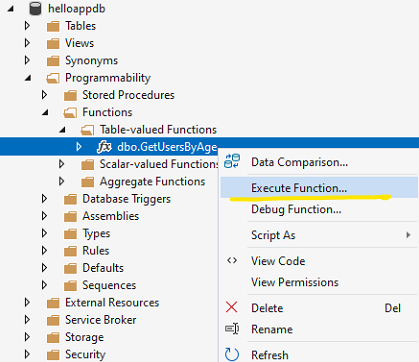 helloappdb
Tables
Views
Synonyms
Programmability
Stored Procedures
Functions
Table-valued Functions
fx dbo.GetUsersByAge
Scalar-valued Functions
Aggregate Functions
Database Triggers
Assemblies
Types
Rules
Defaults
Sequences
External Resources
Service Broker
Storage
Security
Data Comparison...
Execute Function...
Debug Function...
Script As
View Code
View Permissions
Delete Del
Rename
Refresh